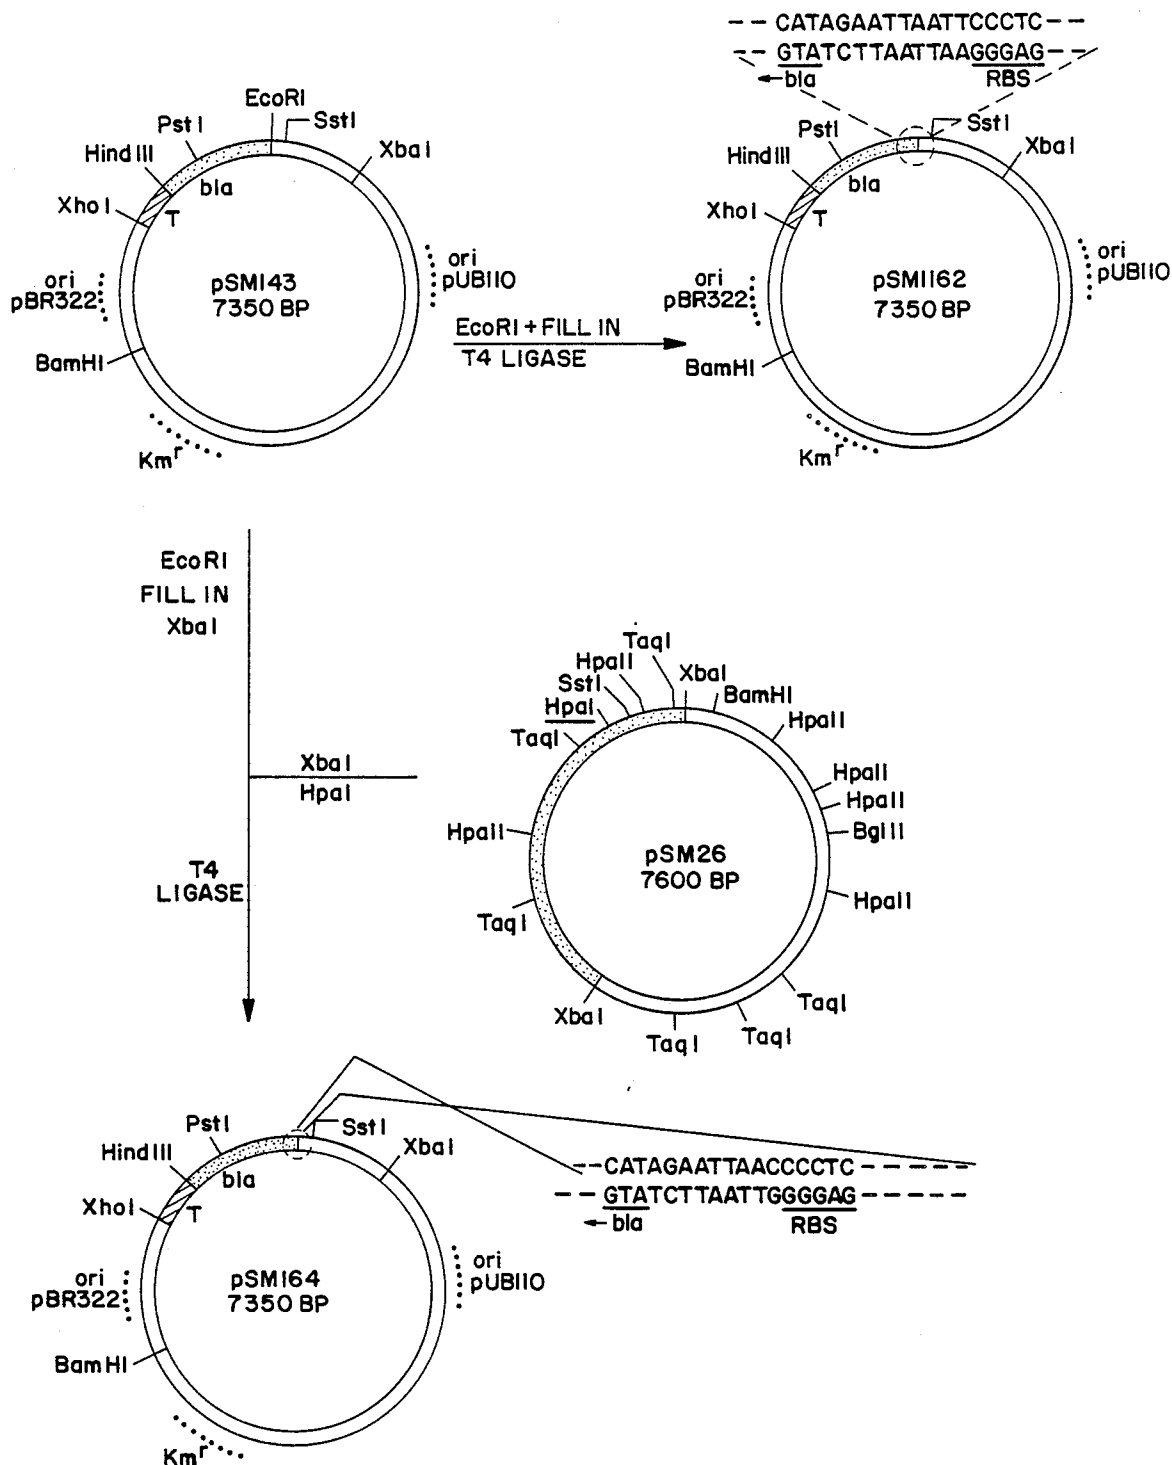 -- CATAGAATTAATTCCCTC --
-- GTATCTTAATTAAGGGAG --
← bla
RBS
EcoRI
SstI
PstI
XbaI
HindIII
bla
XhoI
T
ori
pBR322
pSM143
7350 BP
ori
pUB110
BamHI
Kmʳ
EcoRI + FILL IN
T4 LIGASE
SstI
PstI
XbaI
HindIII
bla
XhoI
T
ori
pBR322
pSM1162
7350 BP
ori
pUB110
BamHI
Kmʳ
EcoRI
FILL IN
XbaI
XbaI
HpaI
T4
LIGASE
TaqI
HpaII
XbaI
SstI
BamHI
HpaI
HpaII
TaqI
HpaII
HpaII
HpaII
BglII
pSM26
7600 BP
HpaII
TaqI
TaqI
XbaI
TaqI
TaqI
PstI
SstI
XbaI
HindIII
bla
XhoI
T
ori
pBR322
pSM164
7350 BP
ori
pUB110
BamHI
Kmʳ
-- CATAGAATTAACCCCTC -----
-- GTATCTTAATTGGGGAG -----
← bla
RBS